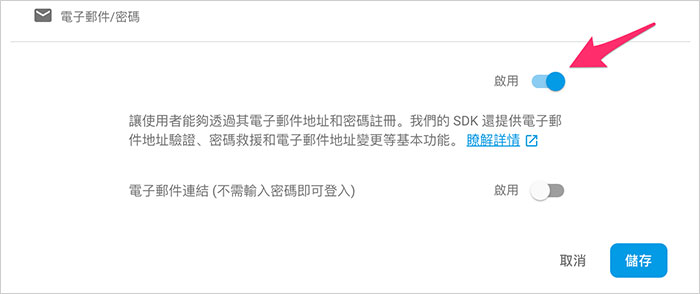 電子郵件/密碼
啟用
讓使用者能夠透過其電子郵件地址和密碼註冊。我們的 SDK 還提供電子郵
件地址驗證、密碼救援和電子郵件地址變更等基本功能。 瞭解詳情
電子郵件連結 (不需輸入密碼即可登入) 啟用
取消 儲存